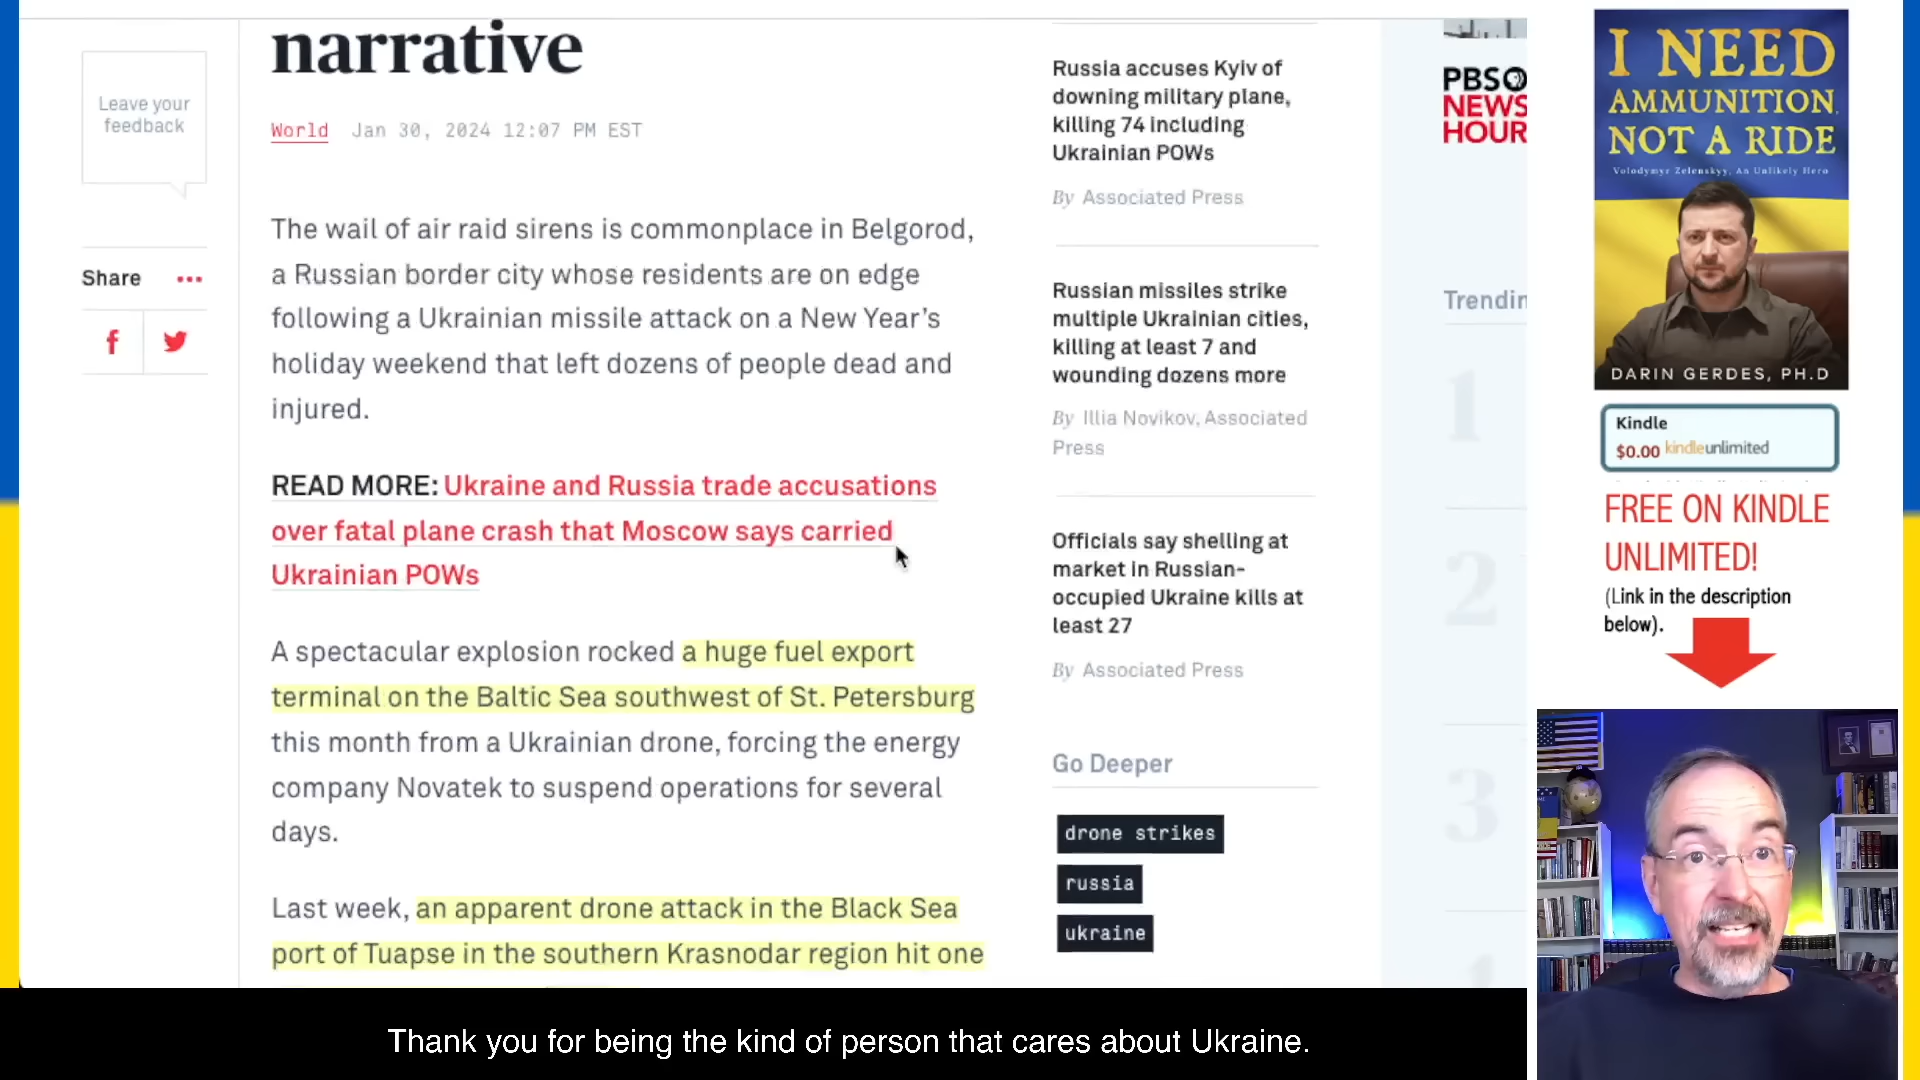 narrative
Leave your
feedback
World Jan 30, 2024 12:07 PM EST
Share
The wail of air raid sirens is commonplace in Belgorod,
a Russian border city whose residents are on edge
following a Ukrainian missile attack on a New Year’s
holiday weekend that left dozens of people dead and
injured.
READ MORE: Ukraine and Russia trade accusations
over fatal plane crash that Moscow says carried
Ukrainian POWs
A spectacular explosion rocked a huge fuel export
terminal on the Baltic Sea southwest of St. Petersburg
this month from a Ukrainian drone, forcing the energy
company Novatek to suspend operations for several
days.
Last week, an apparent drone attack in the Black Sea
port of Tuapse in the southern Krasnodar region hit one
Russia accuses Kyiv of
downing military plane,
killing 74 including
Ukrainian POWs
By Associated Press
Russian missiles strike
multiple Ukrainian cities,
killing at least 7 and
wounding dozens more
By Illia Novikov, Associated
Press
Officials say shelling at
market in Russian-
occupied Ukraine kills at
least 27
By Associated Press
Go Deeper
drone strikes
russia
ukraine
PBS
NEWS
HOUR
Trendin
1
2
3
I NEED
AMMUNITION,
NOT A RIDE
Volodymyr Zelenskyy, An Unlikely Hero
DARIN GERDES, PH.D
Kindle
$0.00 kindleunlimited
FREE ON KINDLE
UNLIMITED!
(Link in the description
below).
Thank you for being the kind of person that cares about Ukraine.